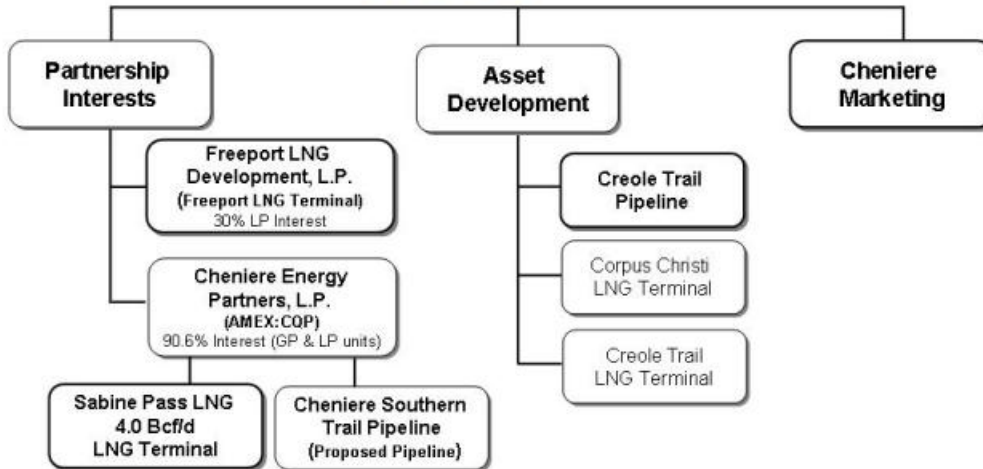 Partnership
Interests
Asset
Development
Cheniere
Marketing
Freeport LNG
Development, L.P.
(Freeport LNG Terminal)
30% LP Interest
Cheniere Energy
Partners, L.P.
(AMEX:CQP)
90.6% Interest (GP & LP units)
Sabine Pass LNG
4.0 Bcf/d
LNG Terminal
Cheniere Southern
Trail Pipeline
(Proposed Pipeline)
Creole Trail
Pipeline
Corpus Christi
LNG Terminal
Creole Trail
LNG Terminal